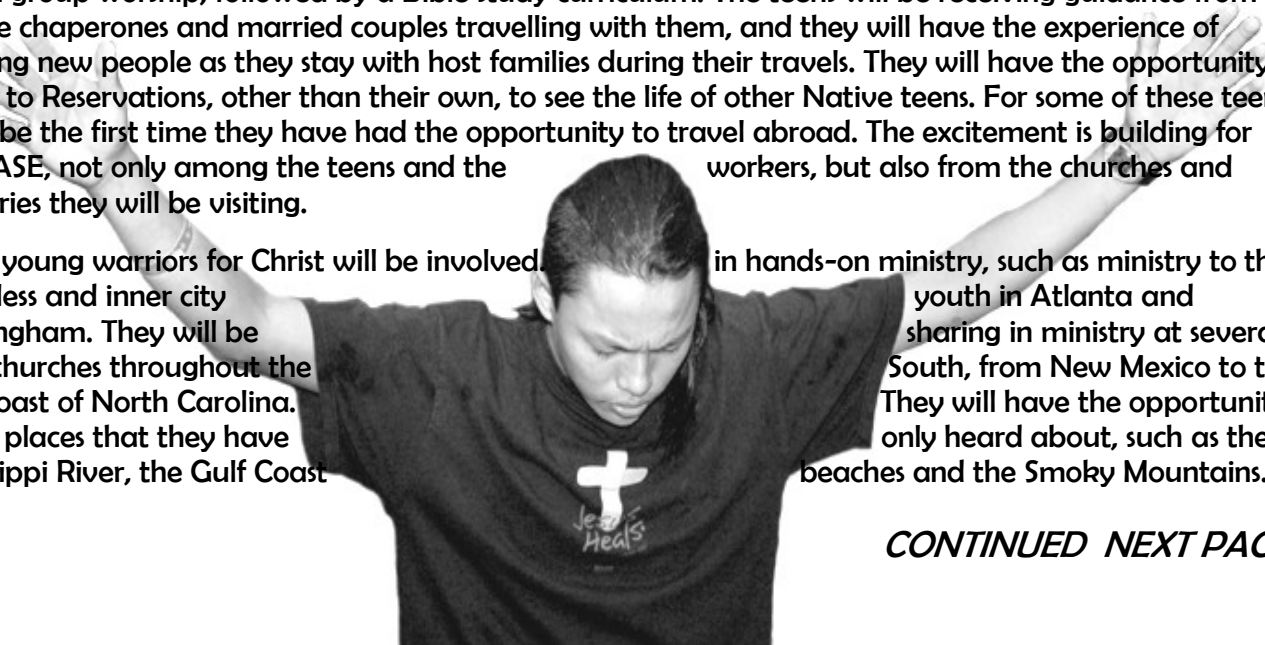 group worship, followed by a Bible study curriculum. The teens will be receiving guidance from
e chaperones and married couples travelling with them, and they will have the experience of
ng new people as they stay with host families during their travels. They will have the opportunity
to Reservations, other than their own, to see the life of other Native teens. For some of these teen
be the first time they have had the opportunity to travel abroad. The excitement is building for
ASE, not only among the teens and the workers, but also from the churches and
ries they will be visiting.
young warriors for Christ will be involved. in hands-on ministry, such as ministry to th
less and inner city youth in Atlanta and
ngham. They will be sharing in ministry at severa
churches throughout the South, from New Mexico to t
oast of North Carolina. They will have the opportunit
places that they have only heard about, such as the
ippi River, the Gulf Coast beaches and the Smoky Mountains.
Jesus
Heals
CONTINUED NEXT PAG